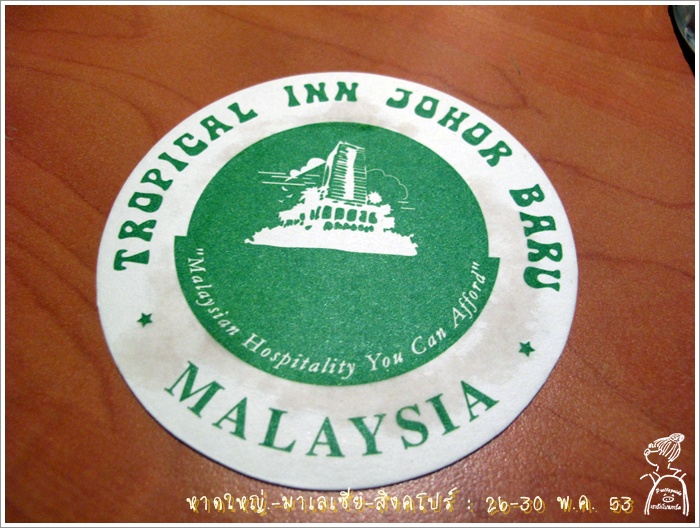 TROPICAL INN JOHOR BARU
"Malaysian Hospitality You Can Afford"
★ MALAYSIA ★
หาดใหญ่-มาเลเซีย-สิงคโปร์ : 26-30 พ.ค. 53